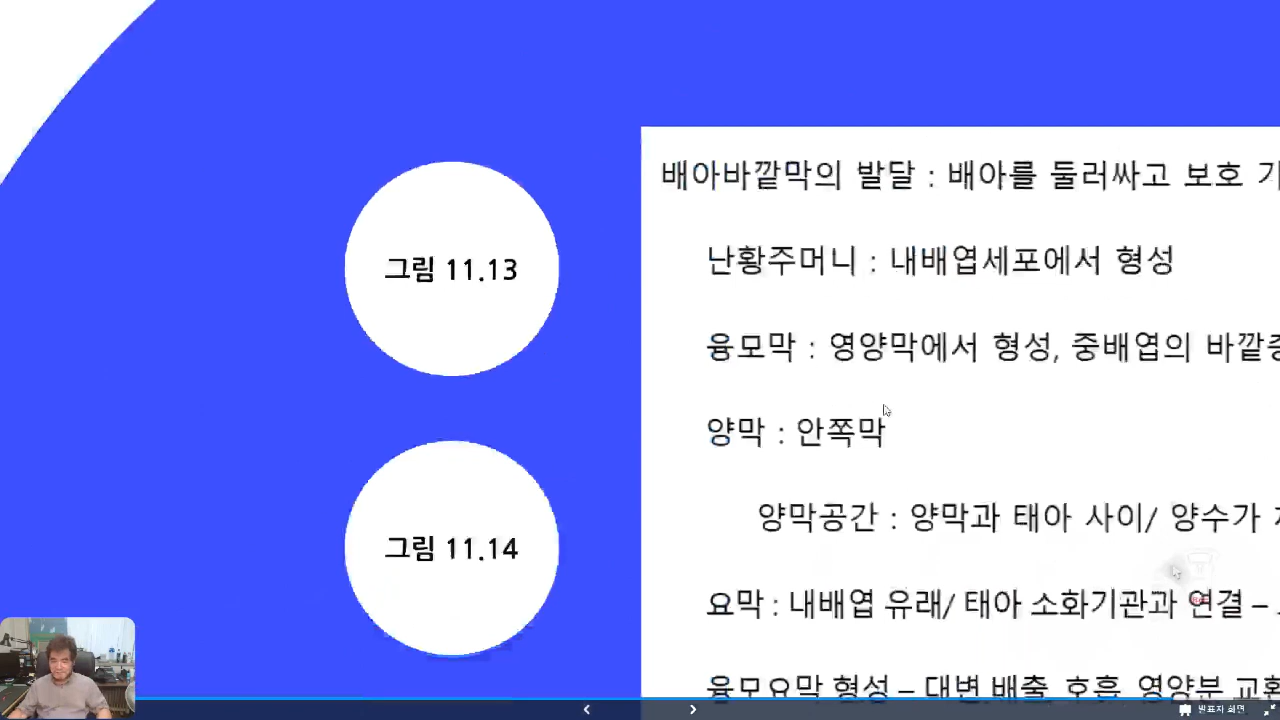 그림 11.13
그림 11.14
배아바깥막의 발달 : 배아를 둘러싸고 보호
난황주머니 : 내배엽세포에서 형성
융모막 : 영양막에서 형성, 중배엽의
양막 : 안쪽막
양막공간 : 양막과 태아 사이/ 양수가
요막 : 내배엽 유래/ 태아 소화기관과 연결 –
융모요막 형성 – 대변 배출, 호흡, 영양분
발표자 화면